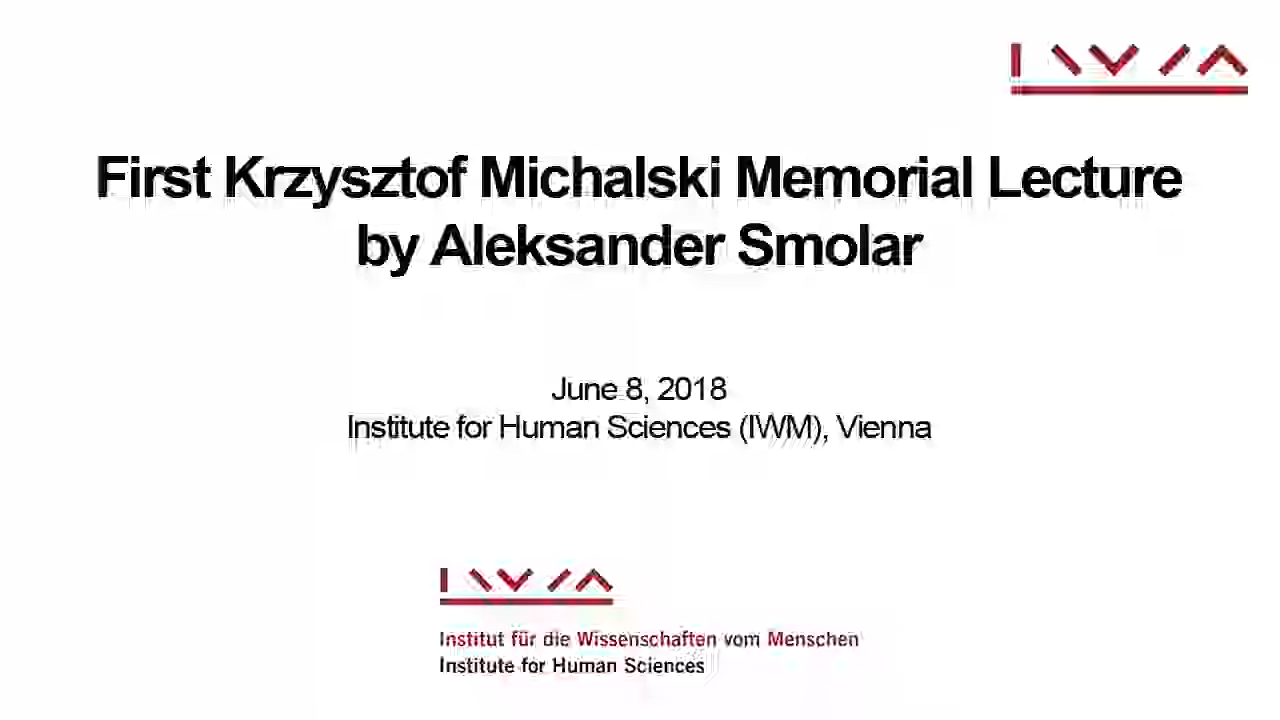 First Krzysztof Michalski Memorial Lecture
by Aleksander Smolar
June 8, 2018
Institute for Human Sciences (IWM), Vienna
Institut für die Wissenschaften vom Menschen
Institute for Human Sciences